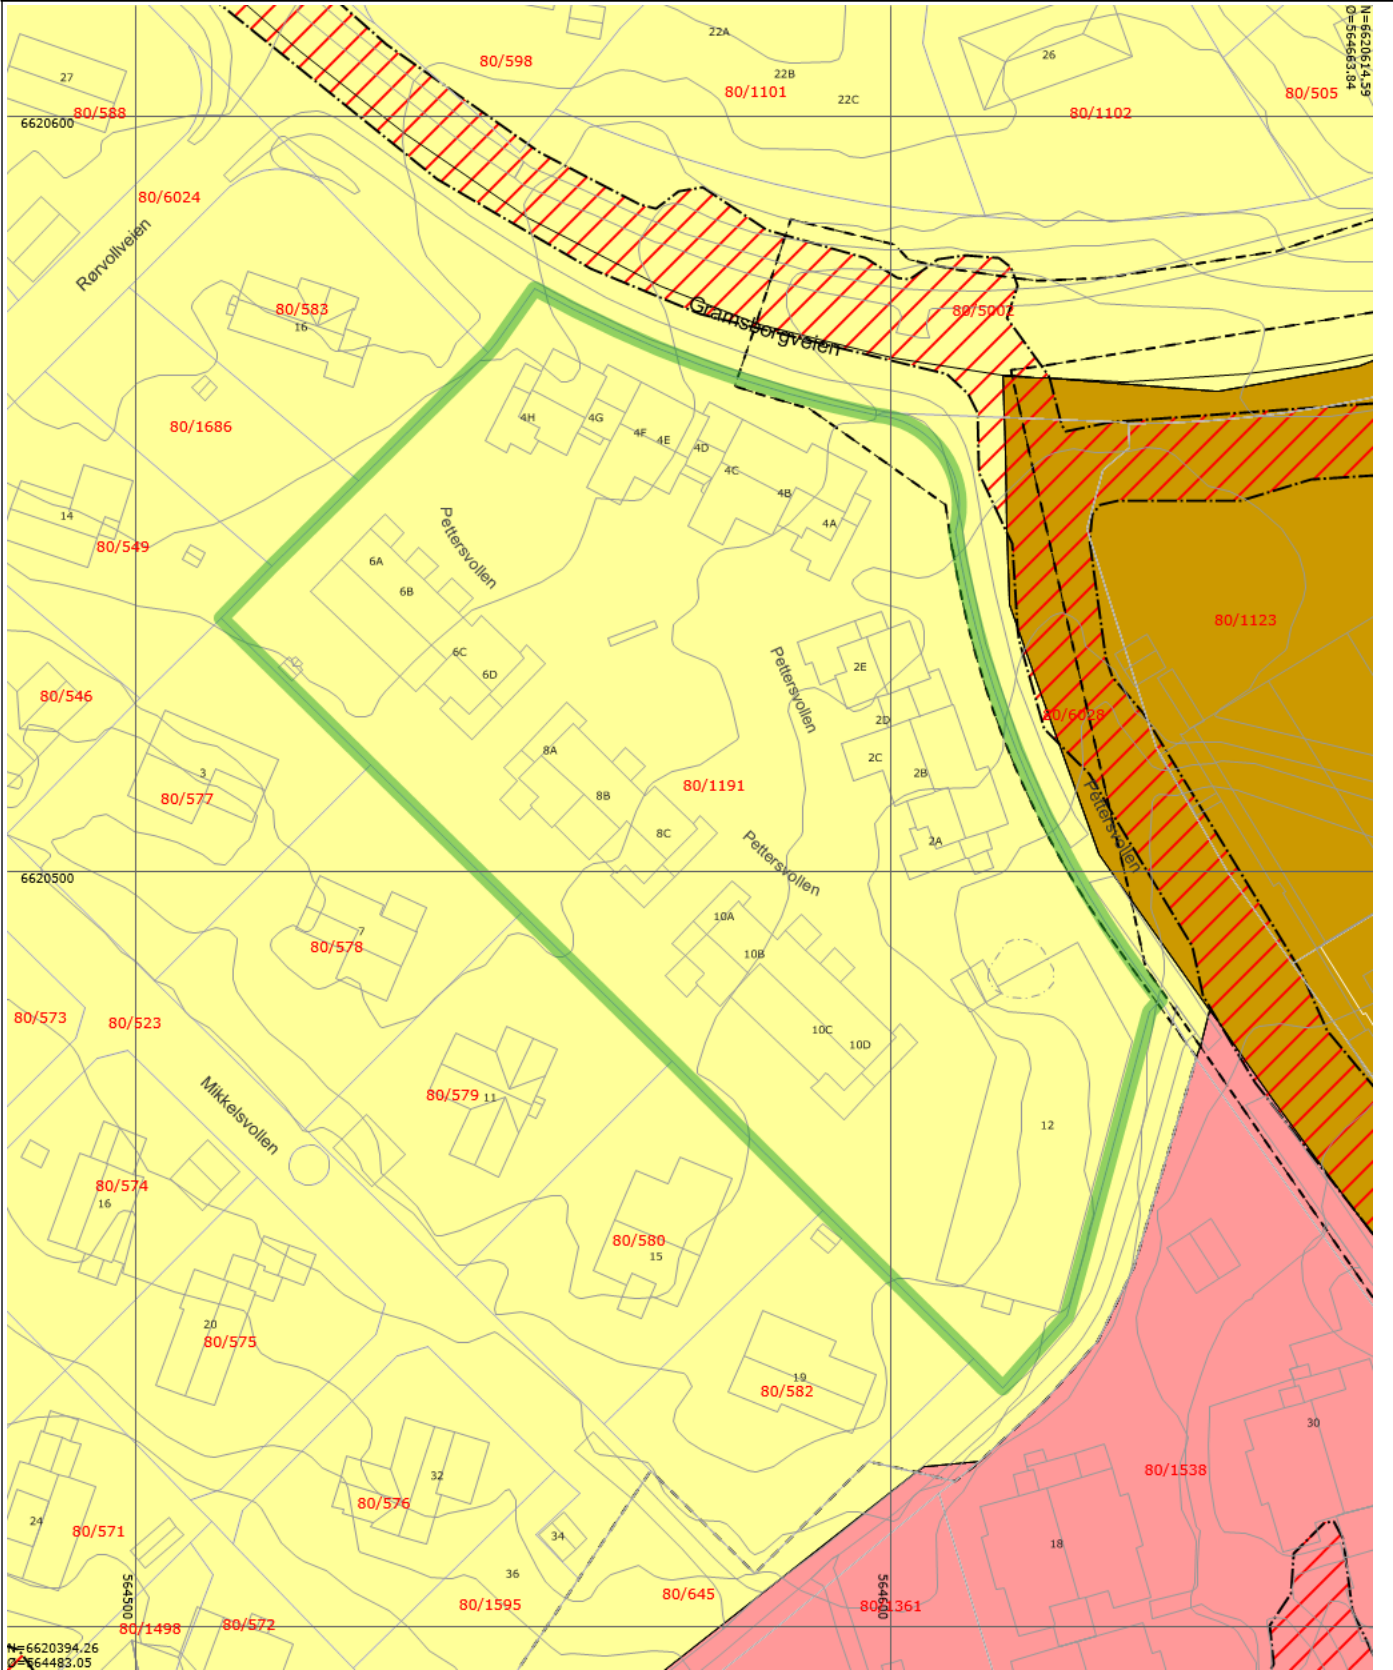 N=6620614.59
Ø=564663.84
22A
80/598
26
22B
27
80/1101
80/505
22C
80/588
80/1102
6620600
80/6024
Rørvollveien
80/583
16
80/5002
Gramsborgveien
4H
4G
4F
4E
4D
4C
4B
4A
80/1686
14
80/549
Pettersvollen
6A
6B
6C
6D
80/1123
Pettersvollen
2E
2D
2C
2B
2A
80/546
80/6028
3
80/577
8A
8B
8C
80/1191
Pettersvollen
Pettersvollen
6620500
7
80/578
10A
10B
10C
10D
80/573
80/523
Mikkelsvollen
80/579
11
12
80/574
16
80/580
15
20
80/575
19
80/582
30
32
80/1538
80/576
24
80/571
34
18
36
564500
564600
80/645
80/1595
80/1361
80/572
80/1498
N=6620394.26
Ø=564483.05